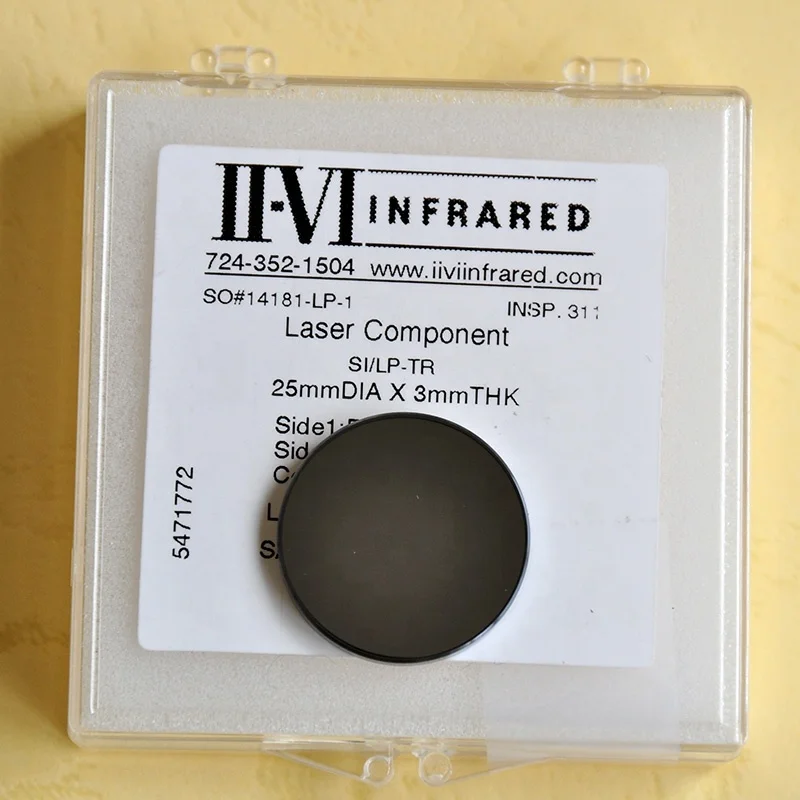 II-VI INFRARED
724-352-1504 www.iiviinfrared.com
SO#14181-LP-1 INSP. 311
Laser Component
SI/LP-TR
25mmDIA X 3mmTHK
Side1:
5471772